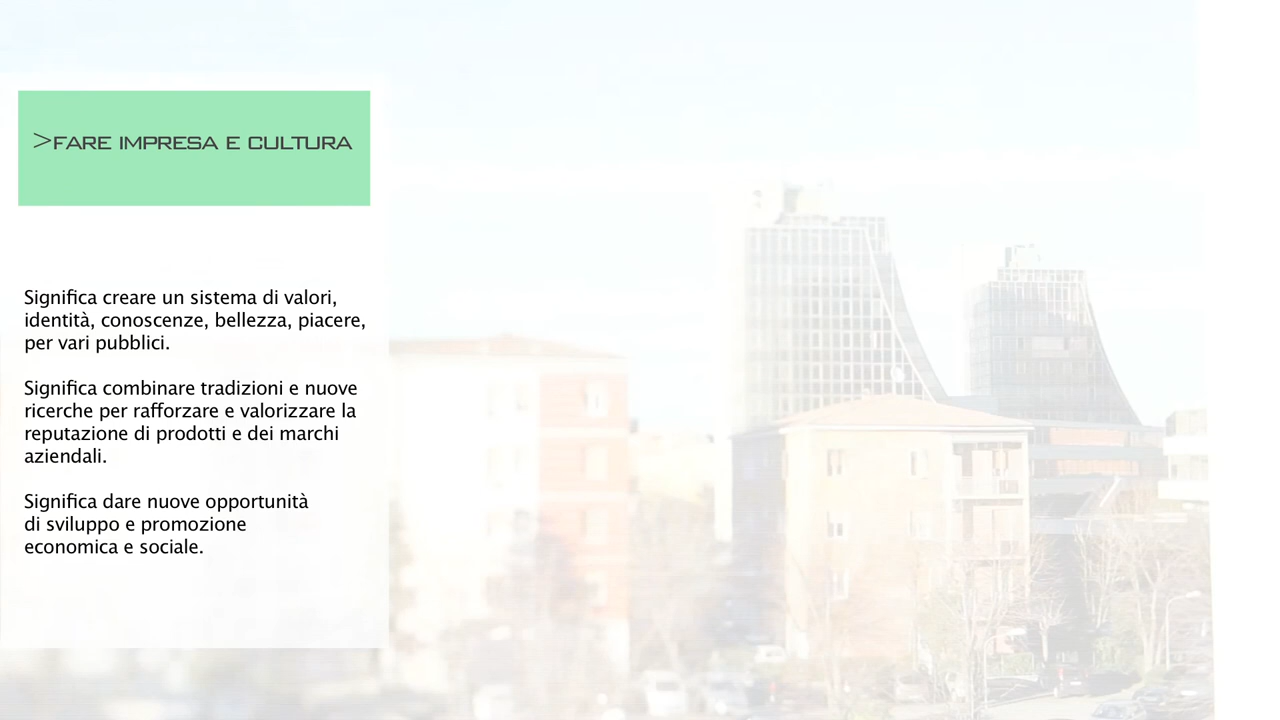 >FARE IMPRESA E CULTURA
Significa creare un sistema di valori,
identità, conoscenze, bellezza, piacere,
per vari pubblici.
Significa combinare tradizioni e nuove
ricerche per rafforzare e valorizzare la
reputazione di prodotti e dei marchi
aziendali.
Significa dare nuove opportunità
di sviluppo e promozione
economica e sociale.